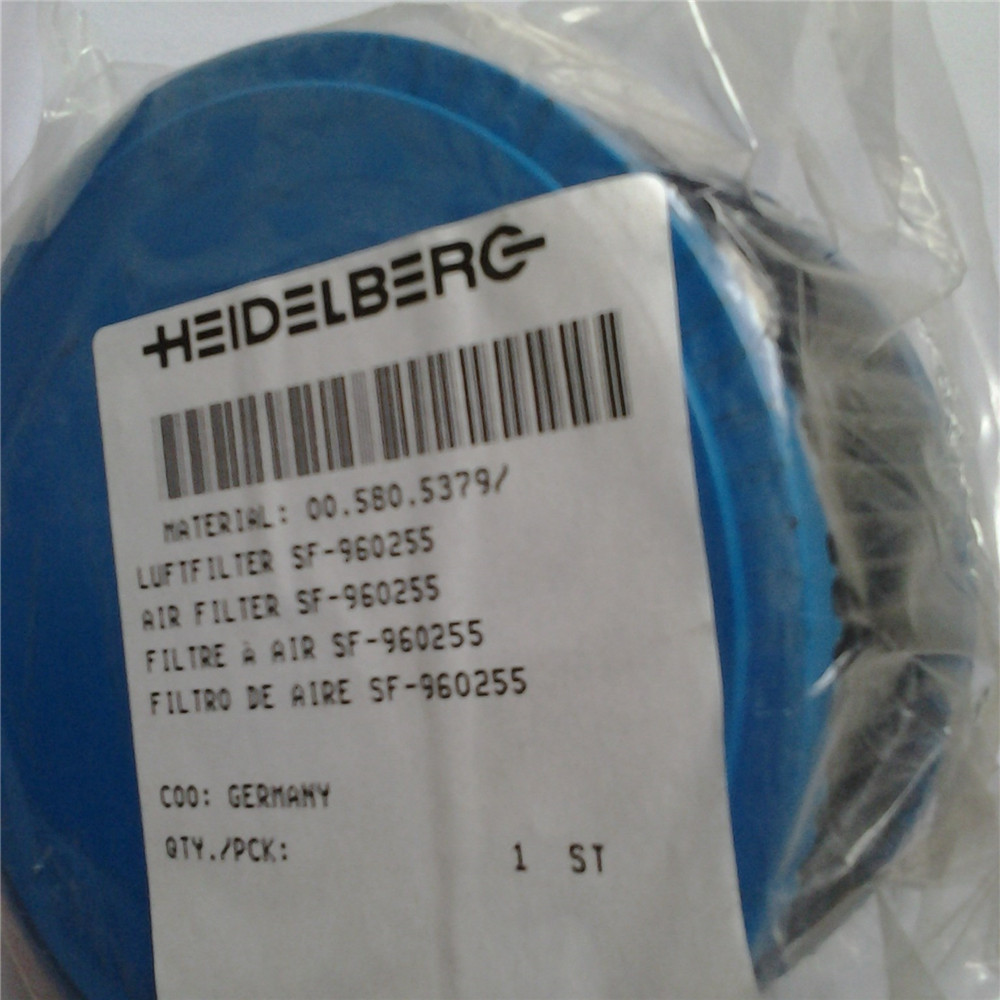 HEIDELBERG
MATERIAL: 00.580.5379/
LUFTFILTER SF-960255
AIR FILTER SF-960255
FILTRE À AIR SF-960255
FILTRO DE AIRE SF-960255
COO: GERMANY
QTY./PCK: 1 ST